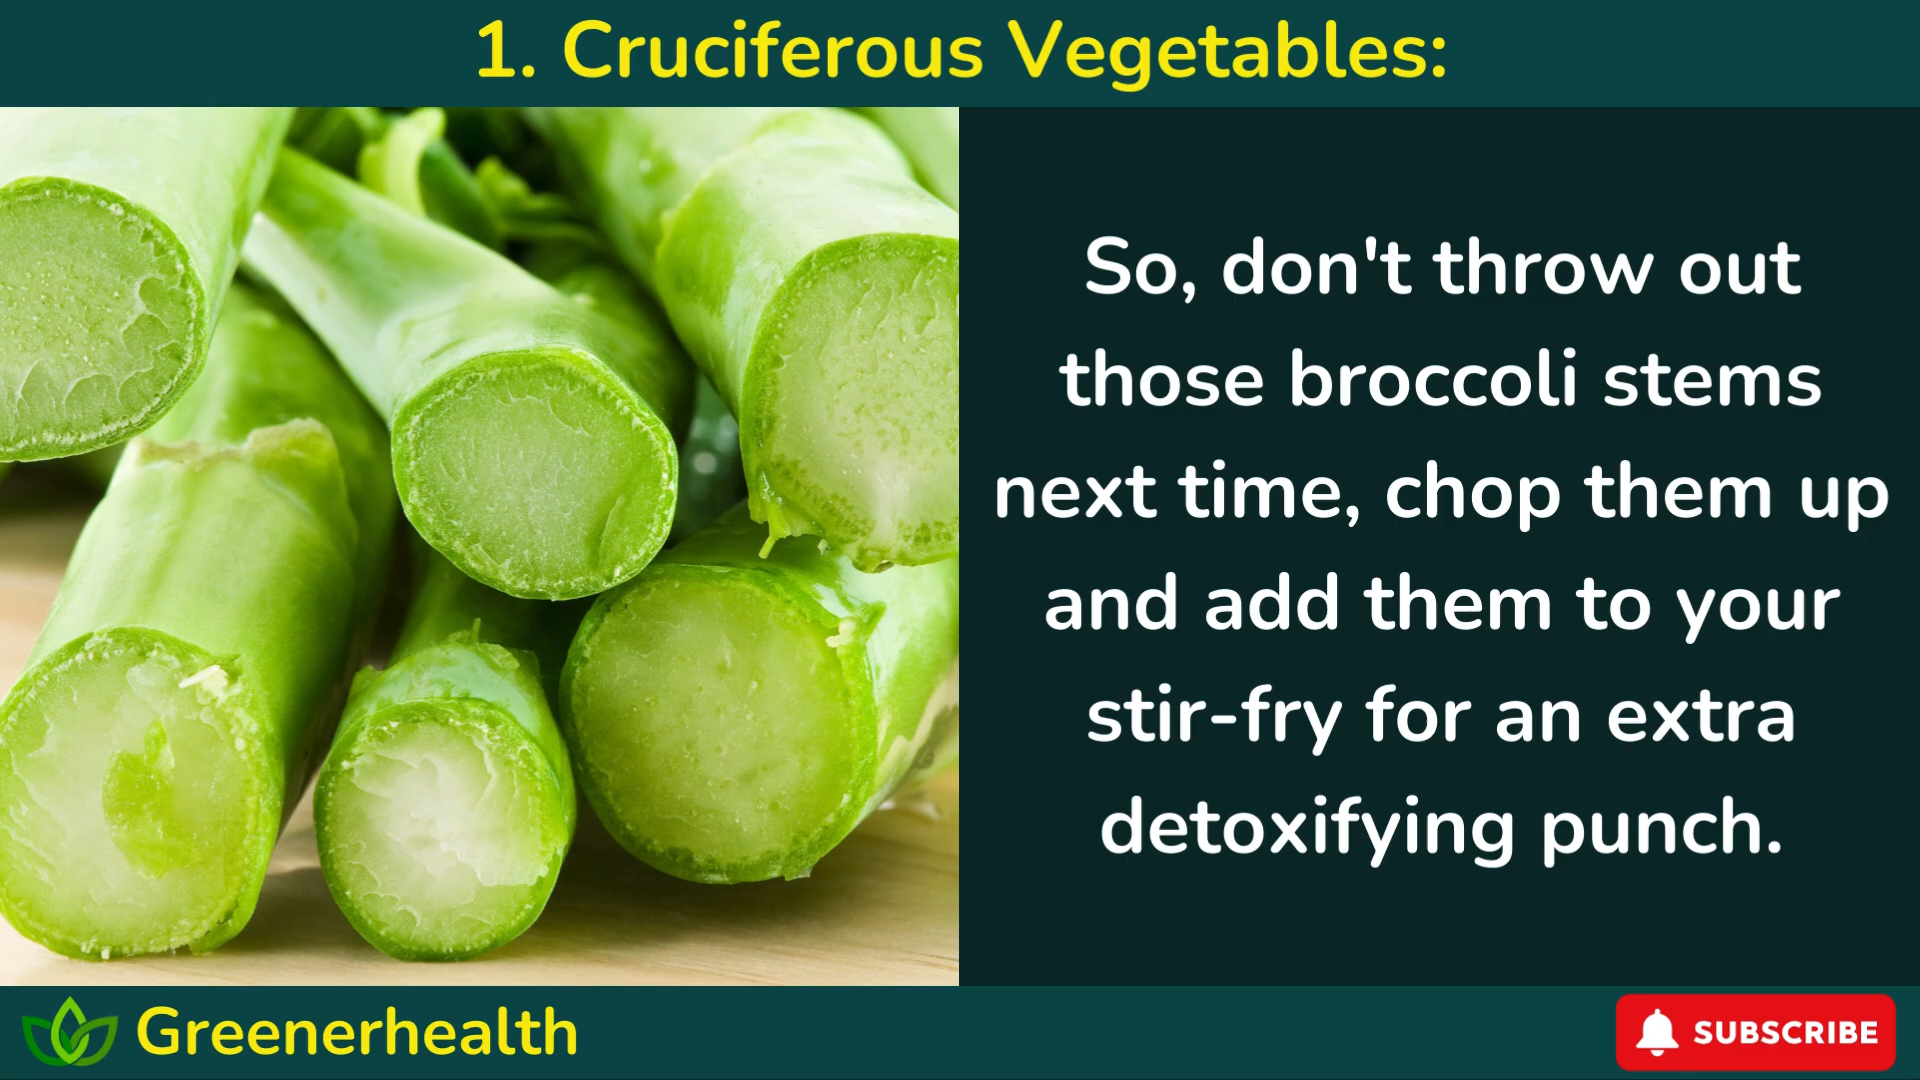 1. Cruciferous Vegetables:
So, don't throw out
those broccoli stems
next time, chop them up
and add them to your
stir-fry for an extra
detoxifying punch.
Greenerhealth
SUBSCRIBE